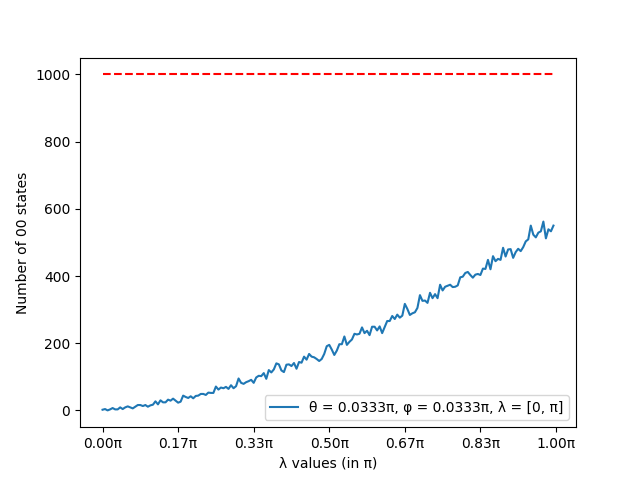 1000
800
600
400
200
0
Number of 00 states
θ = 0.0333π, φ = 0.0333π, λ = [0, π]
0.00π 0.17π 0.33π 0.50π 0.67π 0.83π 1.00π
λ values (in π)